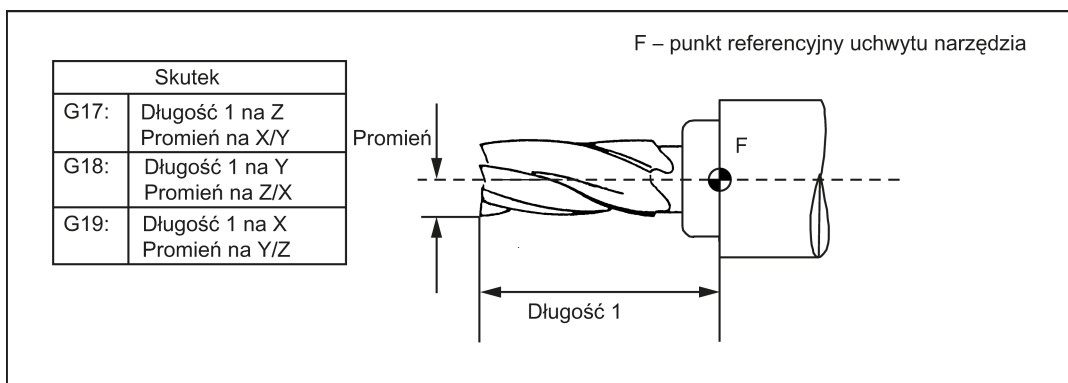 F – punkt referencyjny uchwytu narzędzia
Skutek
G17: Długość 1 na Z
Promień na X/Y
G18: Długość 1 na Y
Promień na Z/X
G19: Długość 1 na X
Promień na Y/Z
Promień
F
Długość 1